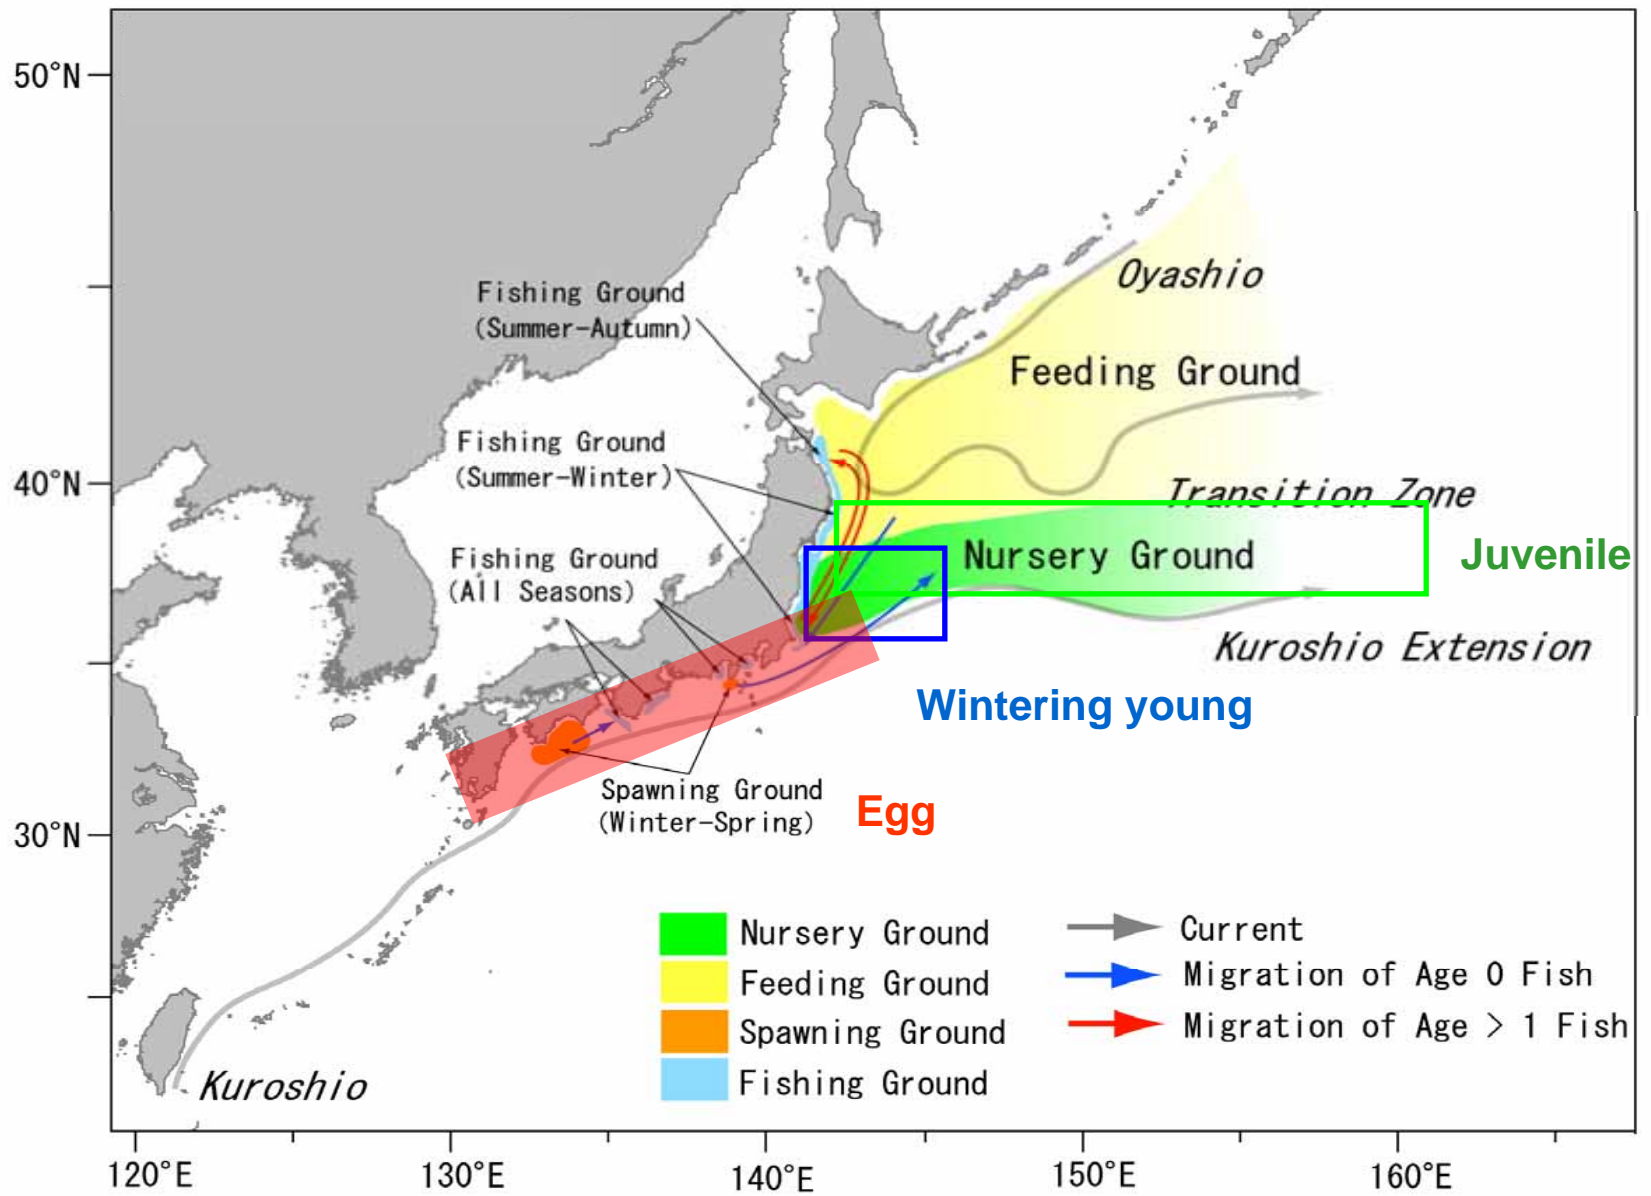 50°N
Oyashio
Fishing Ground
(Summer-Autumn)
Feeding Ground
Fishing Ground
(Summer-Winter)
40°N
Transition Zone
Fishing Ground
(All Seasons)
Nursery Ground
Juvenile
Kuroshio Extension
Wintering young
Spawning Ground
(Winter-Spring)
Egg
30°N
Nursery Ground
Feeding Ground
Spawning Ground
Fishing Ground
Current
Migration of Age 0 Fish
Migration of Age > 1 Fish
Kuroshio
120°E
130°E
140°E
150°E
160°E